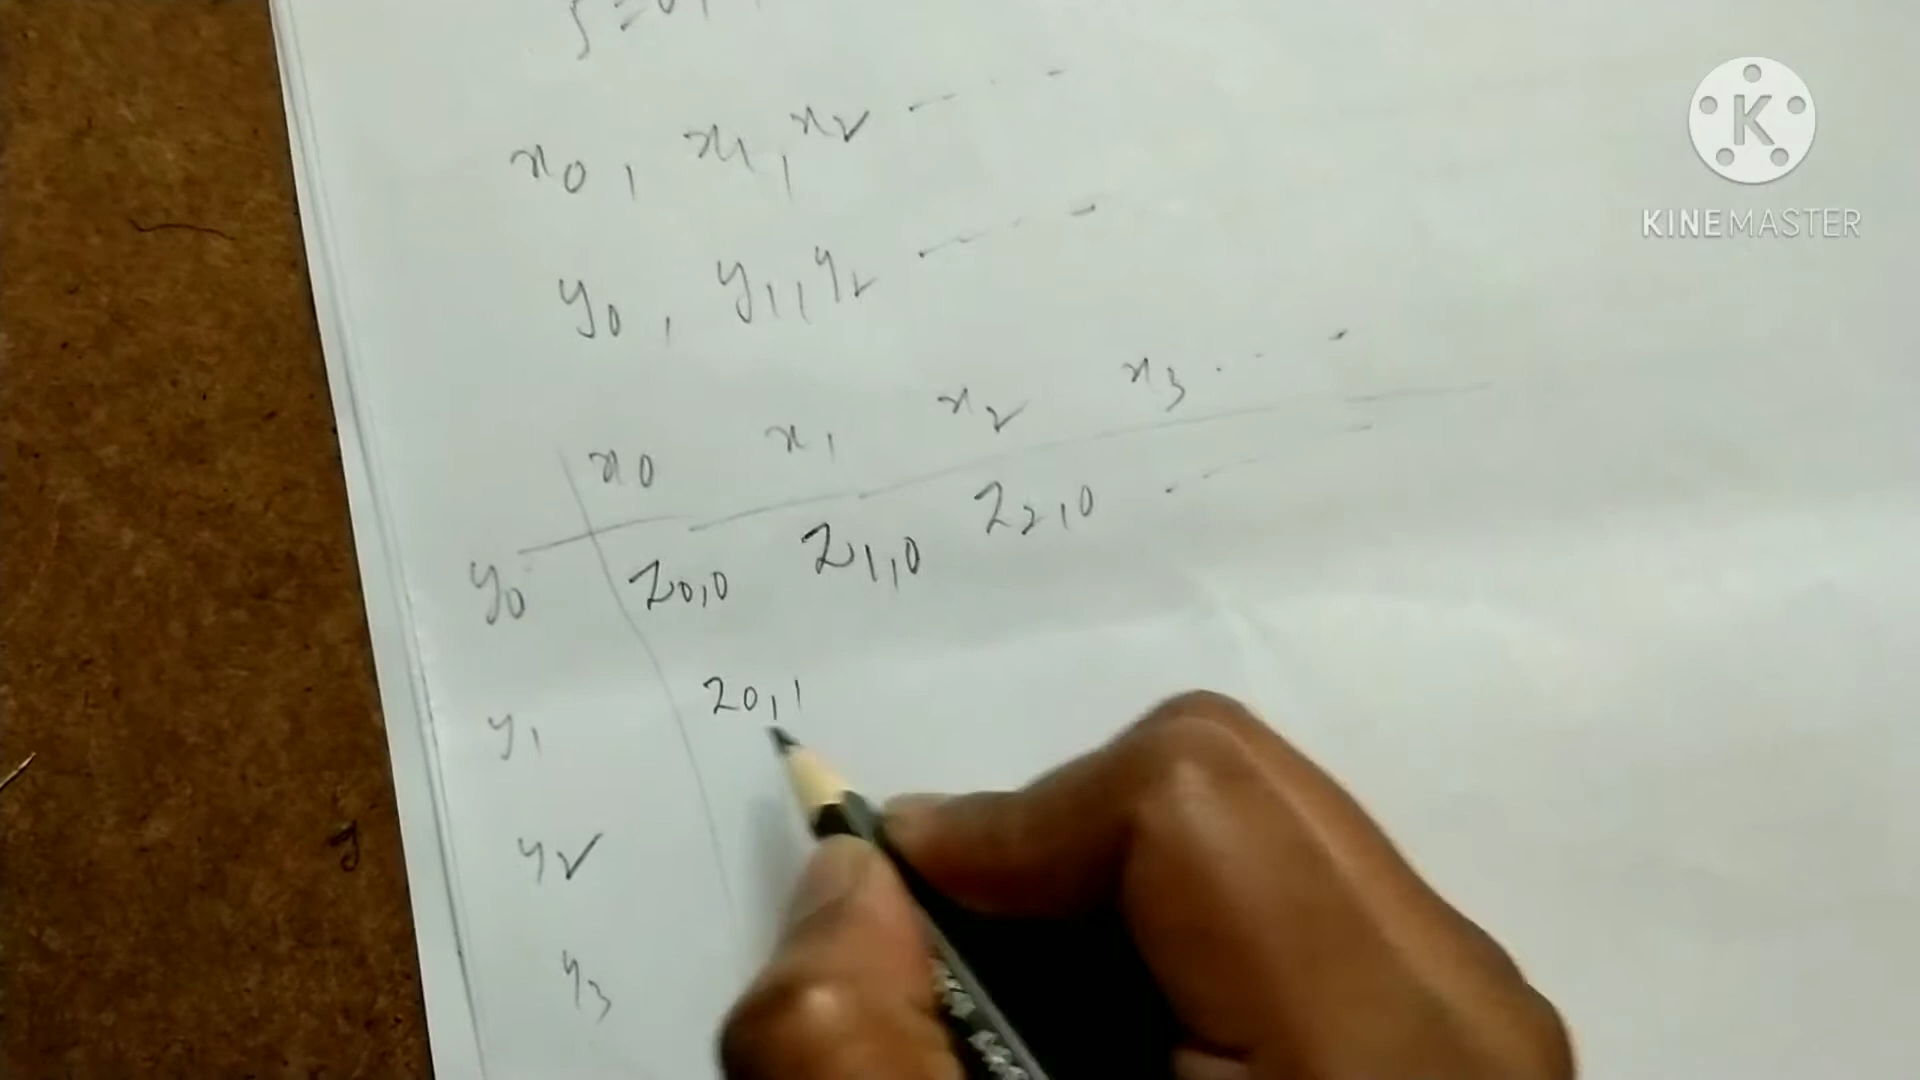 x0, x1, x2 - - - -
y0, y1, y2 - - - -
x0 x1 x2 x3 . . . .
y0 z0,0 z1,0 z2,0 - - -
y1 z0,1
y2
y3
K
KINEMASTER